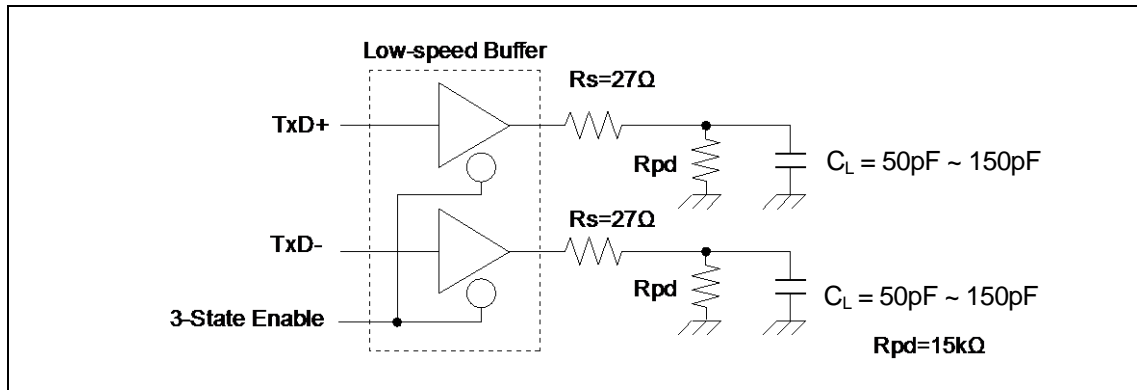 Low-speed Buffer
Rs=27Ω
TxD+
Rpd
C_L = 50pF ~ 150pF
Rs=27Ω
TxD-
Rpd
C_L = 50pF ~ 150pF
3-State Enable
Rpd=15kΩ